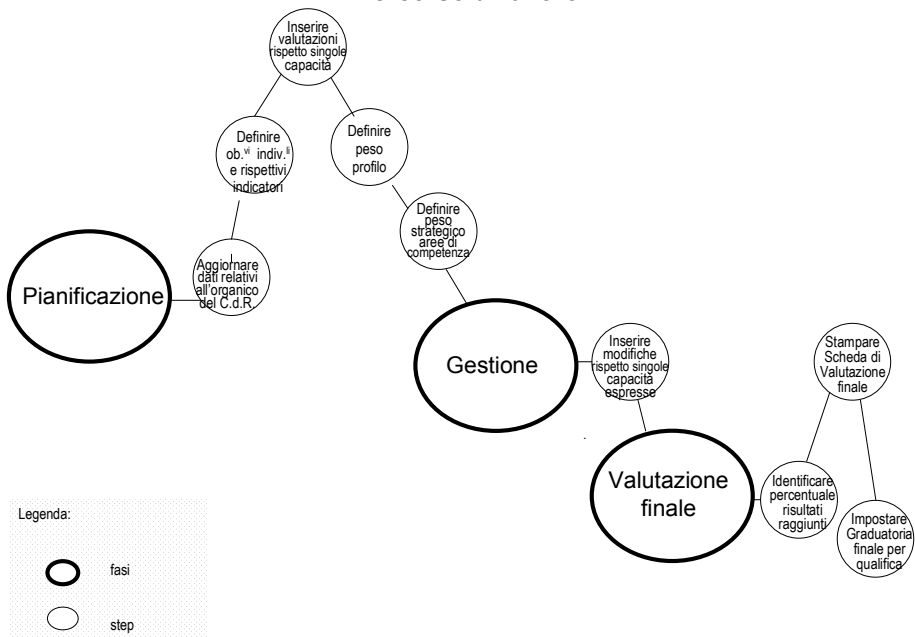 Inserire
valutazioni
rispetto singole
capacità
Definire
ob.vi indiv.li
e rispettivi
indicatori
Definire
peso
profilo
Definire
peso
strategico
aree di
competenza
Aggiornare
dati relativi
all'organico
del C.d.R.
Pianificazione
Gestione
Inserire
modifiche
rispetto singole
capacità
espresse
Stampare
Scheda di
Valutazione
finale
Valutazione
finale
Identificare
percentuale
risultati
raggiunti
Impostare
Graduatoria
finale per
qualifica
Legenda:
fasi
step